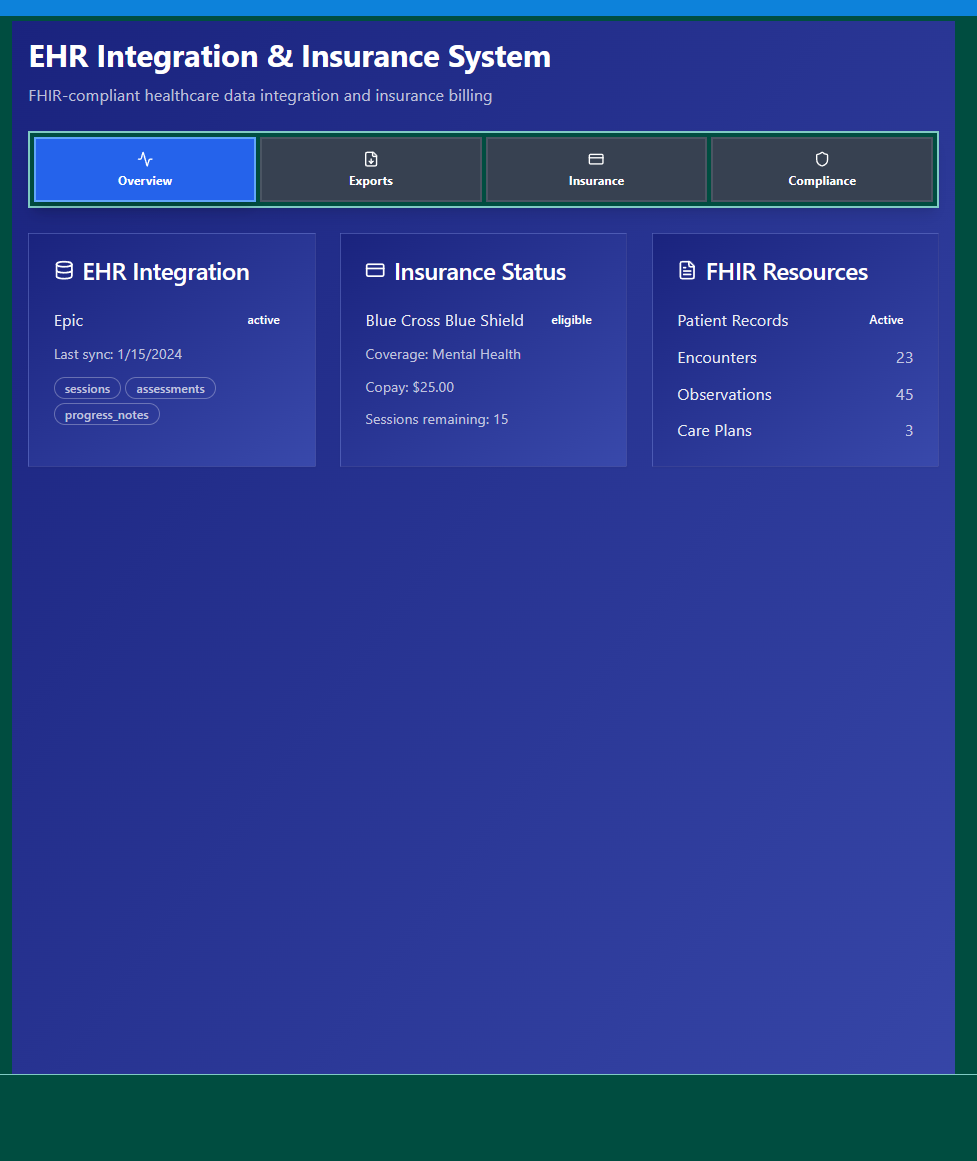 EHR Integration & Insurance System
FHIR-compliant healthcare data integration and insurance billing
Overview
Exports
Insurance
Compliance
EHR Integration
Epic active
Last sync: 1/15/2024
sessions assessments
progress_notes
Insurance Status
Blue Cross Blue Shield eligible
Coverage: Mental Health
Copay: $25.00
Sessions remaining: 15
FHIR Resources
Patient Records Active
Encounters 23
Observations 45
Care Plans 3